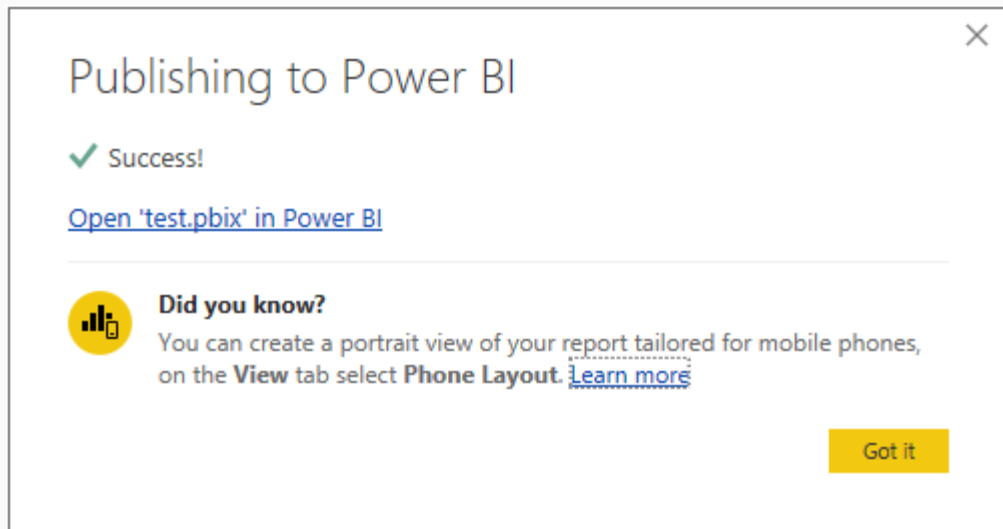 Publishing to Power BI
Success!
Open 'test.pbix' in Power BI
Did you know?
You can create a portrait view of your report tailored for mobile phones,
on the View tab select Phone Layout. Learn more
Got it